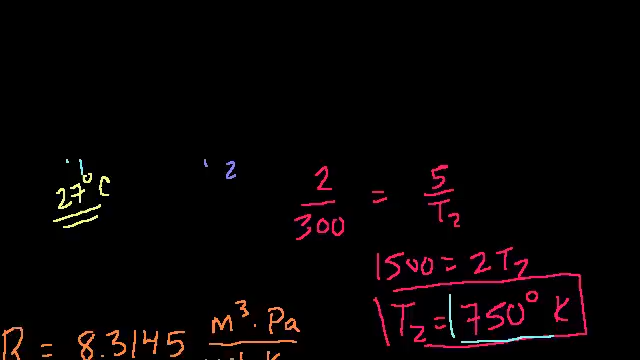 27° C
2
2/300 = 5/T₂
1500 = 2T₂
T₂ = 750° K
R = 8.3145 m³·Pa